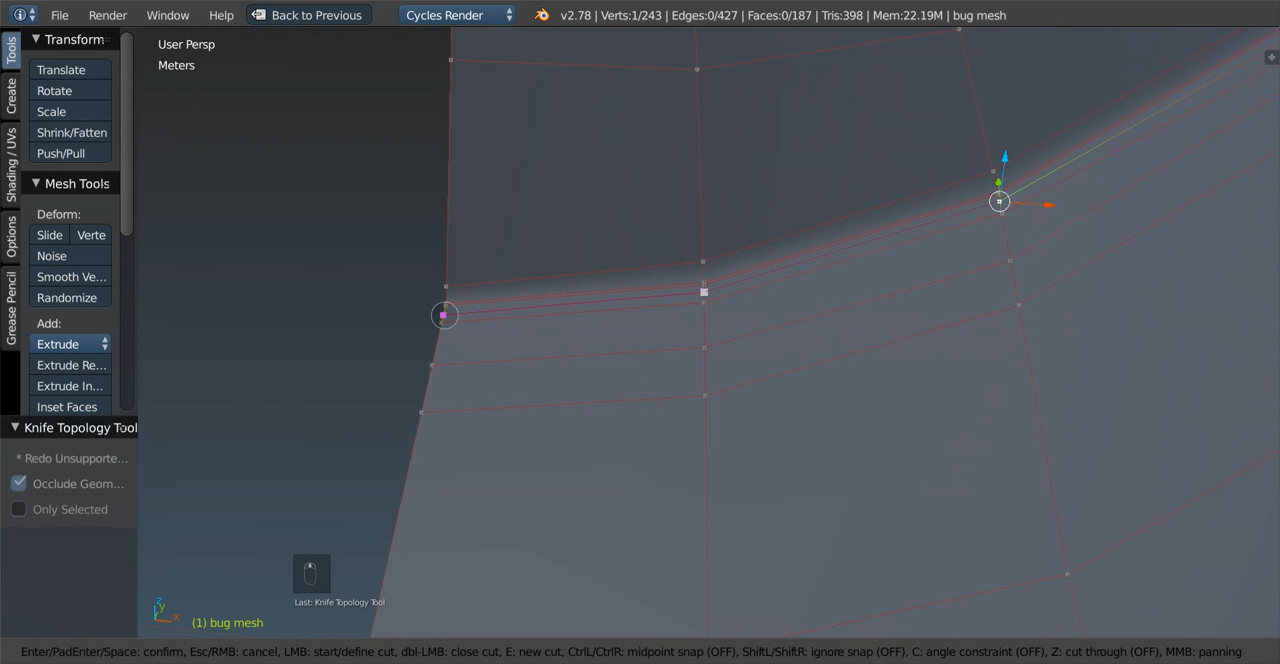 File Render Window Help Back to Previous Cycles Render v2.78 | Verts:1/243 | Edges:0/427 | Faces:0/187 | Tris:398 | Mem:22.19M | bug mesh
Tools
Create
Shading / UVs
Options
Grease Pencil
Transform
Translate
Rotate
Scale
Shrink/Fatten
Push/Pull
Mesh Tools
Deform:
Slide Verte
Noise
Smooth Ve...
Randomize
Add:
Extrude
Extrude Re...
Extrude In...
Inset Faces
Knife Topology Tool
* Redo Unsupporte...
Occlude Geom...
Only Selected
User Persp
Meters
Last: Knife Topology Tool
z
y
x
(1) bug mesh
Enter/PadEnter/Space: confirm, Esc/RMB: cancel, LMB: start/define cut, dbl-LMB: close cut, E: new cut, CtrlL/CtrlR: midpoint snap (OFF), ShiftL/ShiftR: ignore snap (OFF), C: angle constraint (OFF), Z: cut through (OFF), MMB: panning